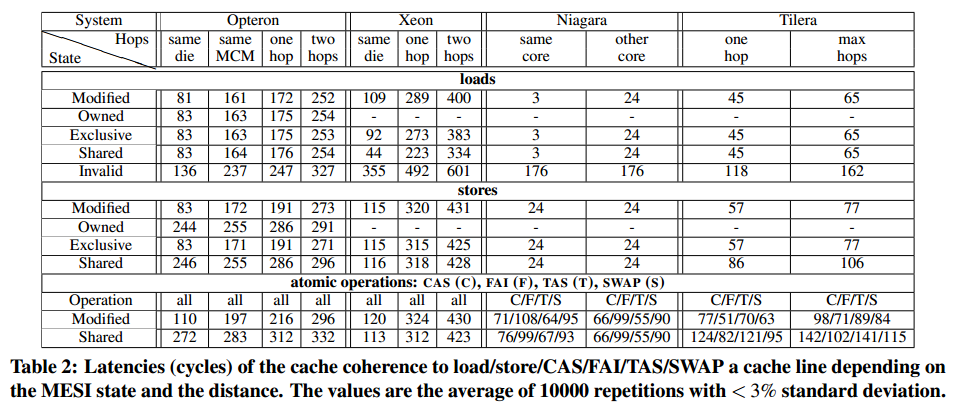 System Opteron Xeon Niagara Tilera
Hops State same die same MCM one hop two hops same die one hop two hops same core other core one hop max hops
loads
Modified 81 161 172 252 109 289 400 3 24 45 65
Owned 83 163 175 254 - - - - - - -
Exclusive 83 163 175 253 92 273 383 3 24 45 65
Shared 83 164 176 254 44 223 334 3 24 45 65
Invalid 136 237 247 327 355 492 601 176 176 118 162
stores
Modified 83 172 191 273 115 320 431 24 24 57 77
Owned 244 255 286 291 - - - - - - -
Exclusive 83 171 191 271 115 315 425 24 24 57 77
Shared 246 255 286 296 116 318 428 24 24 86 106
atomic operations: CAS (C), FAI (F), TAS (T), SWAP (S)
Operation all all all all all all all C/F/T/S C/F/T/S C/F/T/S C/F/T/S
Modified 110 197 216 296 120 324 430 71/108/64/95 66/99/55/90 77/51/70/63 98/71/89/84
Shared 272 283 312 332 113 312 423 76/99/67/93 66/99/55/90 124/82/121/95 142/102/141/115
Table 2: Latencies (cycles) of the cache coherence to load/store/CAS/FAI/TAS/SWAP a cache line depending on
the MESI state and the distance. The values are the average of 10000 repetitions with < 3% standard deviation.